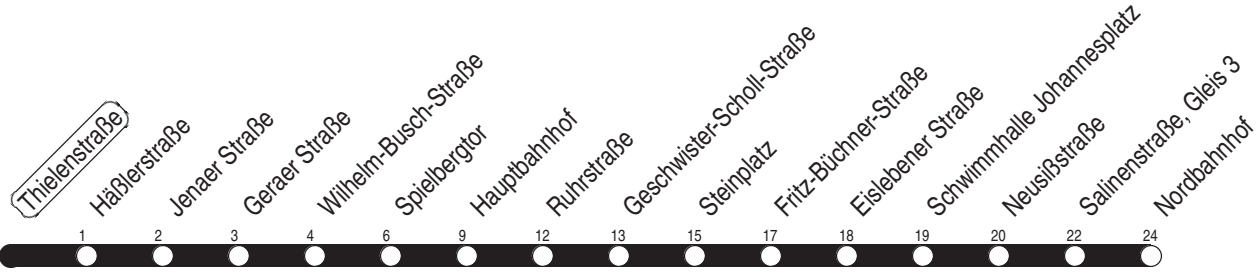 Thielenstraße
Häßlerstraße
Jenaer Straße
Geraer Straße
Wilhelm-Busch-Straße
Spielbergtor
Hauptbahnhof
Ruhrstraße
Geschwister-Scholl-Straße
Steinplatz
Fritz-Büchner-Straße
Eislebener Straße
Schwimmhalle Johannesplatz
Neusißstraße
Salinenstraße, Gleis 3
Nordbahnhof
1 2 3 4 6 9 12 13 15 17 18 19 20 22 24